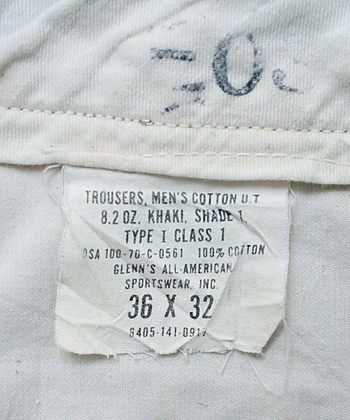 TROUSERS, MEN'S COTTON U.T
8.2 OZ. KHAKI, SHADE 1,
TYPE I CLASS 1
DSA 100-70-C-0561 100% COTTON
GLENN'S ALL-AMERICAN
SPORTSWEAR, INC.
36 X 32
8405-141-0917